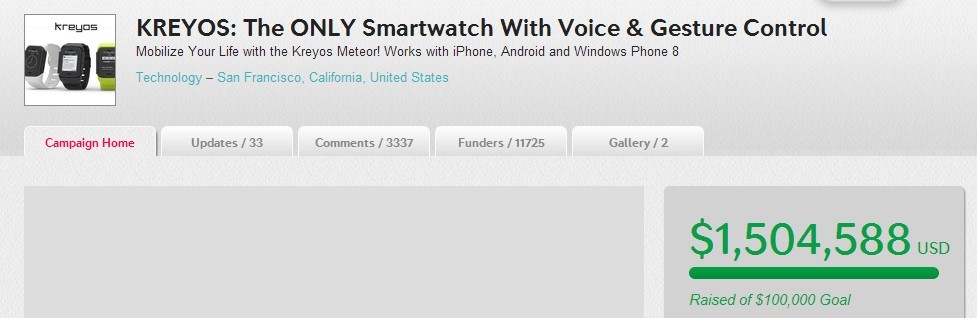 kreyos
KREYOS: The ONLY Smartwatch With Voice & Gesture Control
Mobilize Your Life with the Kreyos Meteor! Works with iPhone, Android and Windows Phone 8
Technology – San Francisco, California, United States
Campaign Home
Updates / 33
Comments / 3337
Funders / 11725
Gallery / 2
$1,504,588 USD
Raised of $100,000 Goal